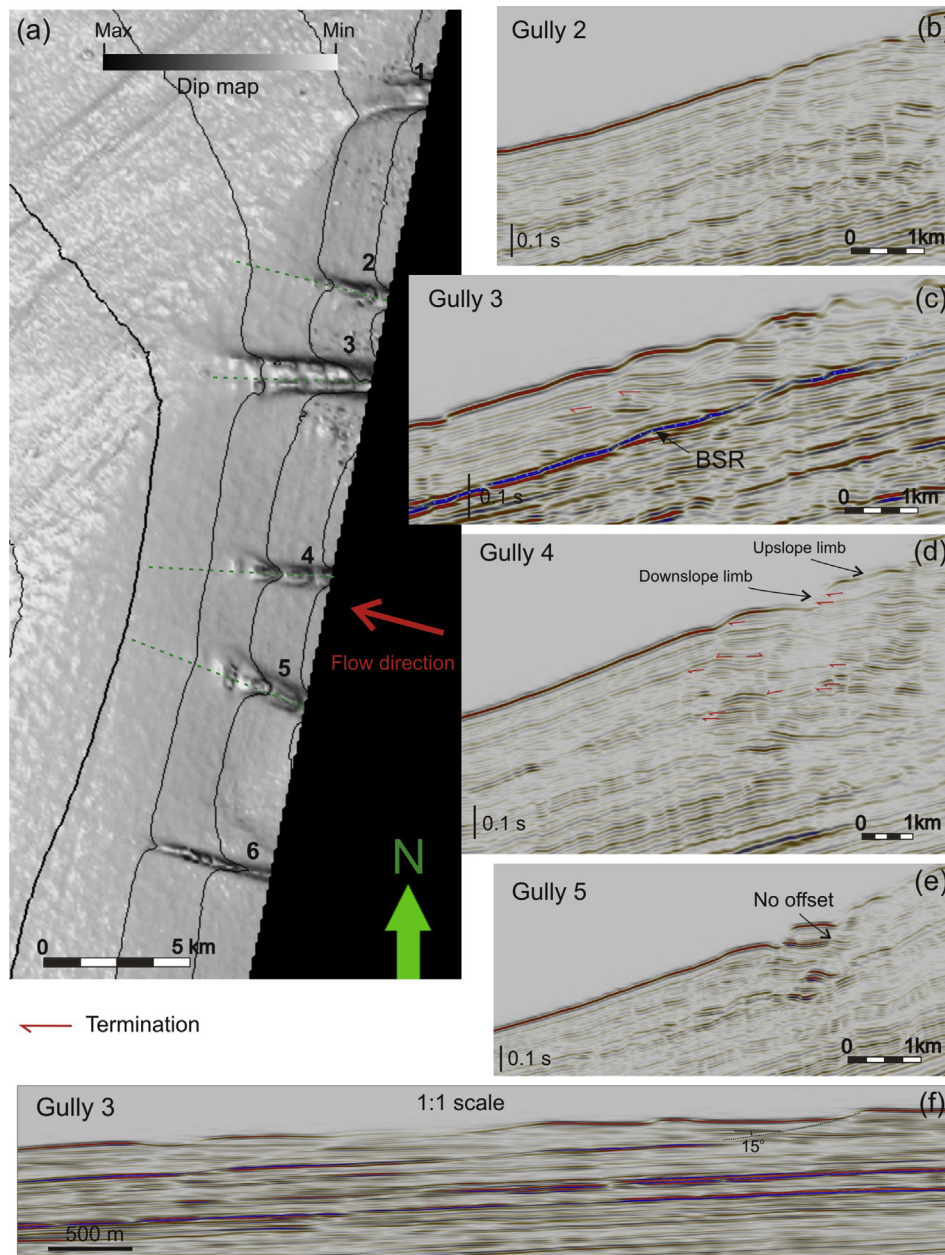 (a)
Max
Min
Dip map
1
2
3
4
5
6
Flow direction
N
0
5 km
Termination
Gully 2
(b)
0.1 s
0
1km
Gully 3
(c)
BSR
0.1 s
0
1km
Gully 4
(d)
Upslope limb
Downslope limb
0.1 s
0
1km
Gully 5
(e)
No offset
0.1 s
0
1km
Gully 3
1:1 scale
(f)
15°
500 m